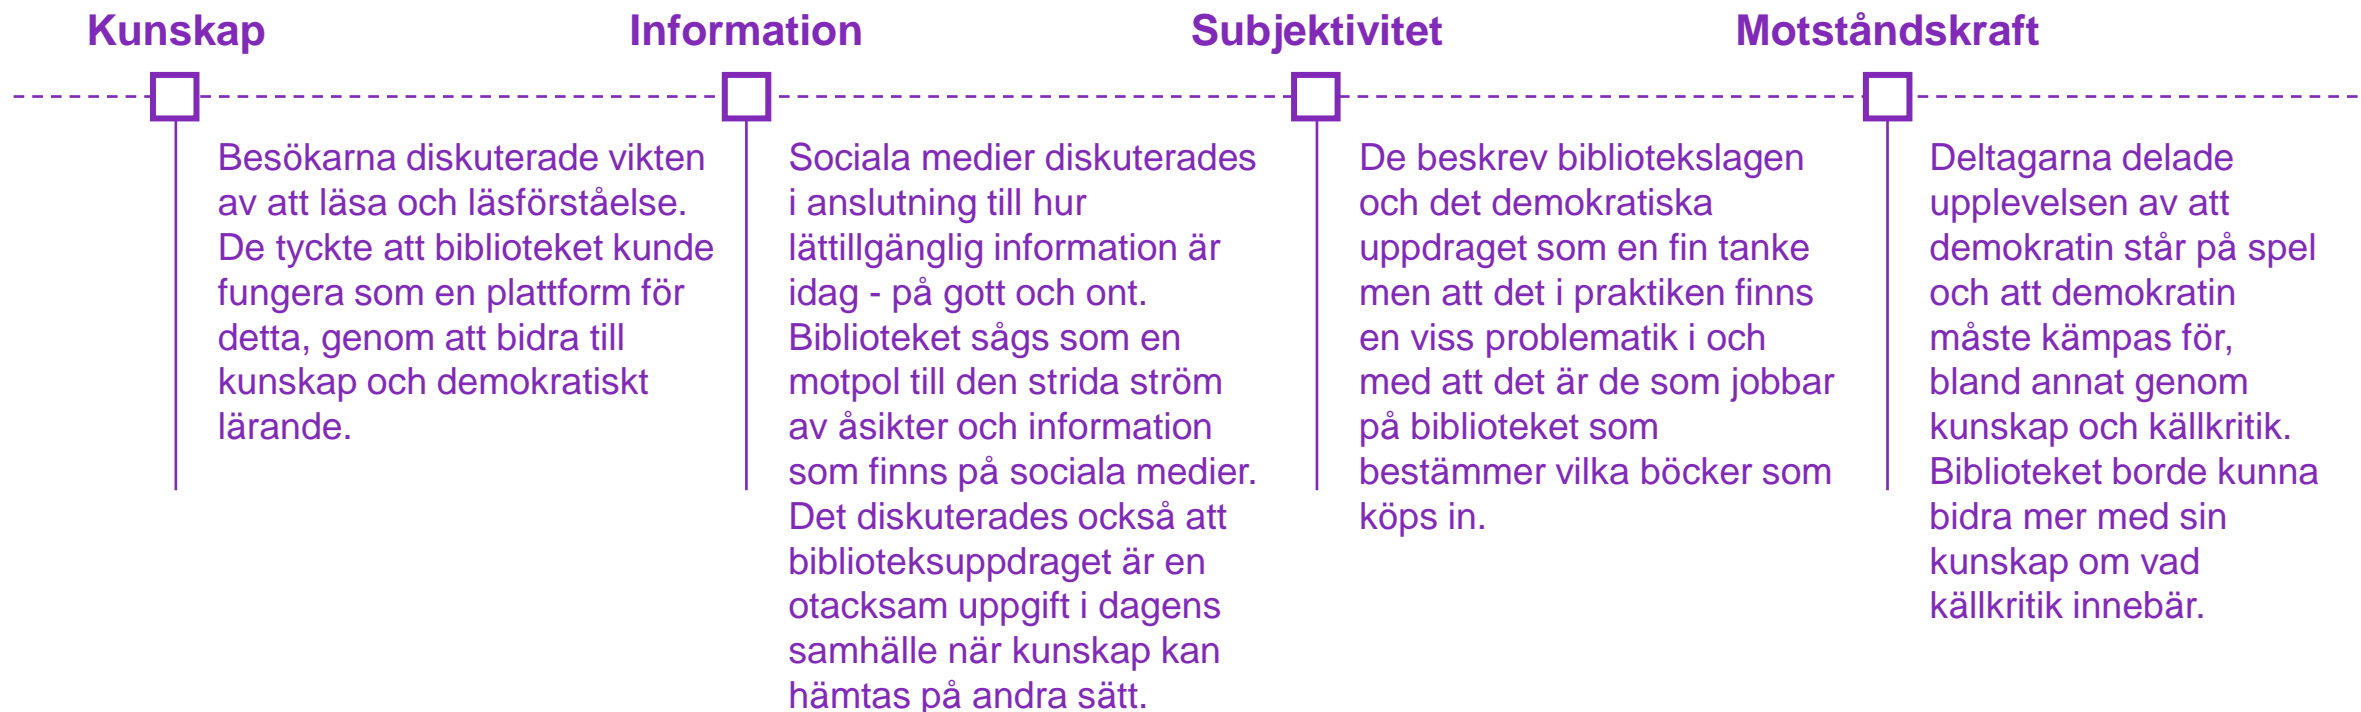 Kunskap
Besökarna diskuterade vikten
av att läsa och läsförståelse.
De tyckte att biblioteket kunde
fungera som en plattform för
detta, genom att bidra till
kunskap och demokratiskt
lärande.
Information
Sociala medier diskuterades
i anslutning till hur
lättillgänglig information är
idag - på gott och ont.
Biblioteket sågs som en
motpol till den strida ström
av åsikter och information
som finns på sociala medier.
Det diskuterades också att
biblioteksuppdraget är en
otacksam uppgift i dagens
samhälle när kunskap kan
hämtas på andra sätt.
Subjektivitet
De beskrev bibliotekslagen
och det demokratiska
uppdraget som en fin tanke
men att det i praktiken finns
en viss problematik i och
med att det är de som jobbar
på biblioteket som
bestämmer vilka böcker som
köps in.
Motståndskraft
Deltagarna delade
upplevelsen av att
demokratin står på spel
och att demokratin
måste kämpas för,
bland annat genom
kunskap och källkritik.
Biblioteket borde kunna
bidra mer med sin
kunskap om vad
källkritik innebär.